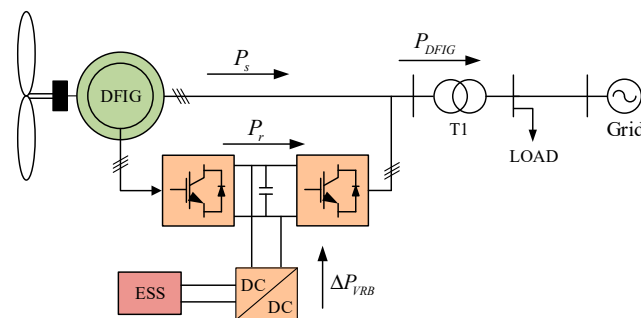 P_s
P_DFIG
DFIG
T1
Grid
LOAD
P_r
ΔP_VRB
ESS
DC
DC